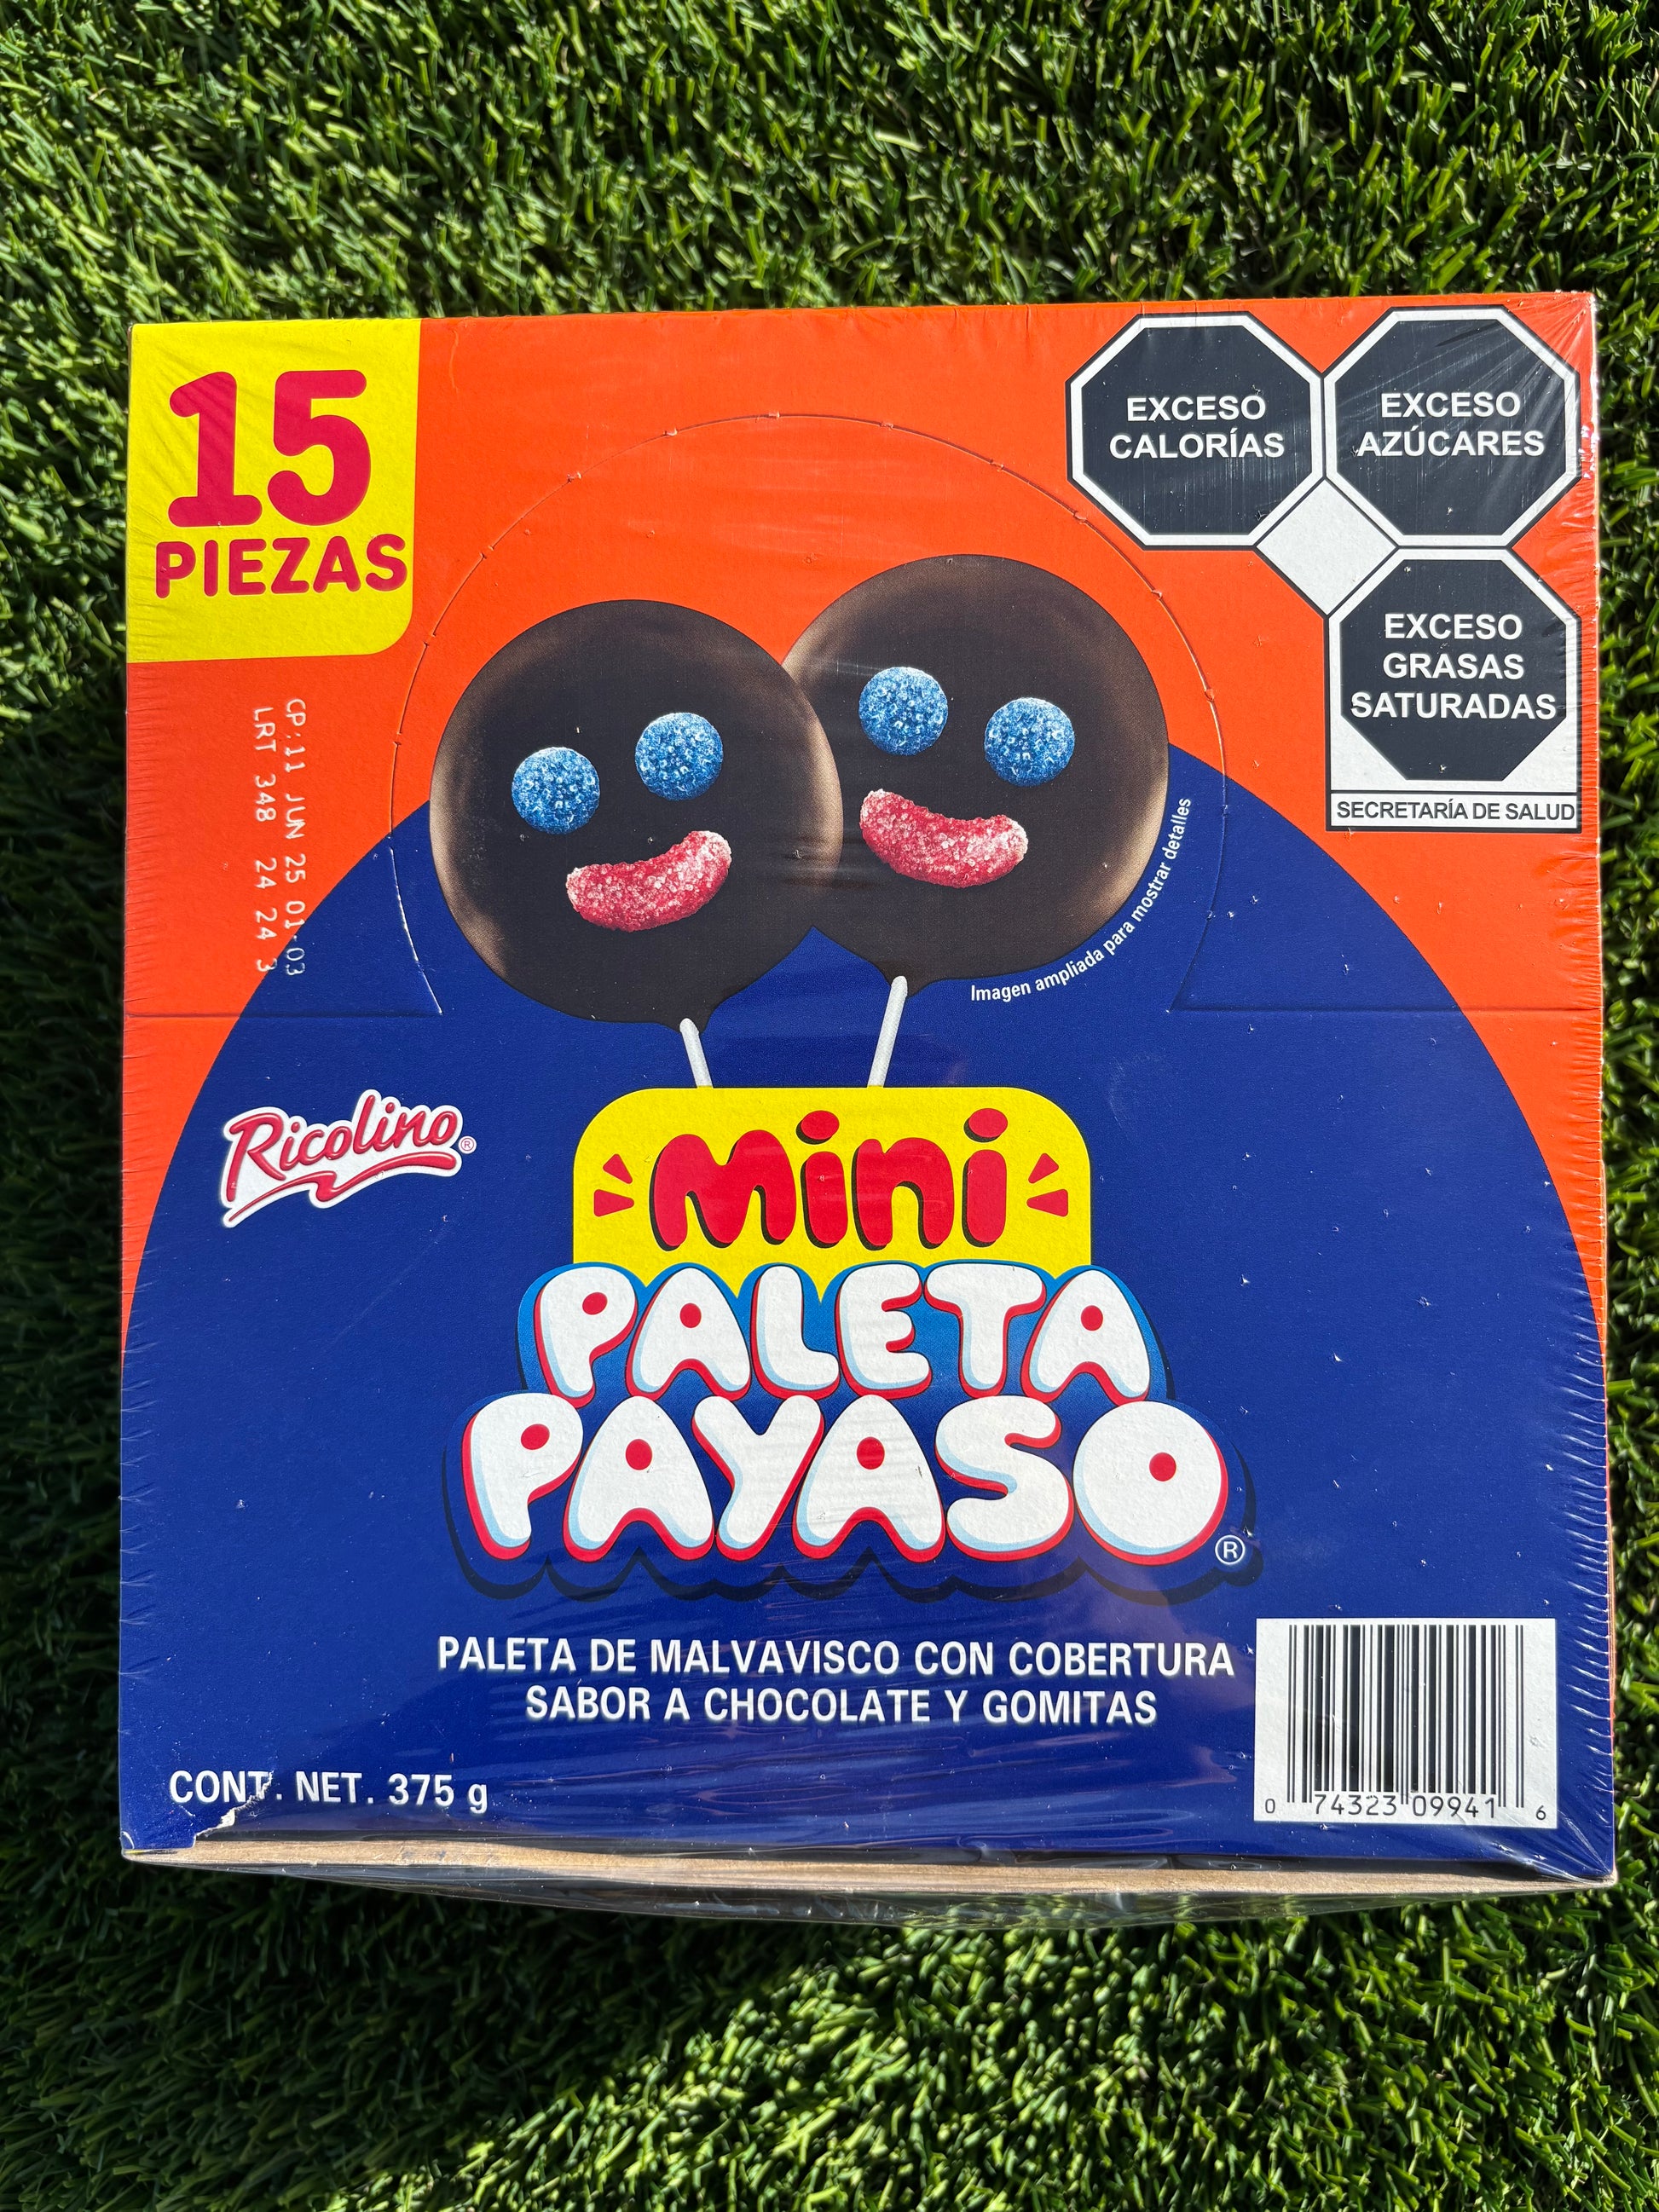 15
PIEZAS
EXCESO
CALORÍAS
EXCESO
AZÚCARES
EXCESO
GRASAS
SATURADAS
SECRETARÍA DE SALUD
CP:11 JUN 25 01:03
LRT 348 24 24 3
Imagen ampliada para mostrar detalles
Ricolino®
Mini
PALETA
PAYASO®
PALETA DE MALVAVISCO CON COBERTURA
SABOR A CHOCOLATE Y GOMITAS
CONT. NET. 375 g
0 74323 09941 6